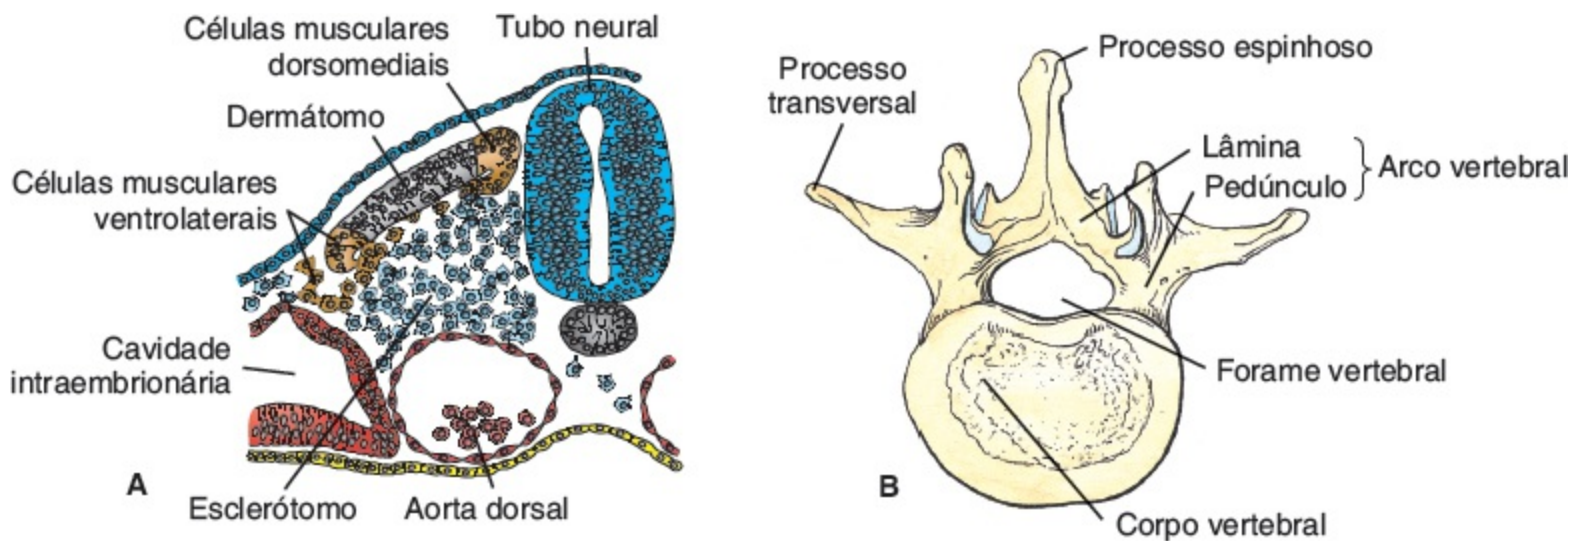 Células musculares
dorsomediais
Tubo neural
Dermátomo
Células musculares
ventrolaterais
Cavidade
intraembrionária
A
Esclerótomo
Aorta dorsal
Processo espinhoso
Processo
transversal
Lâmina
Pedúnculo
Arco vertebral
Forame vertebral
B
Corpo vertebral